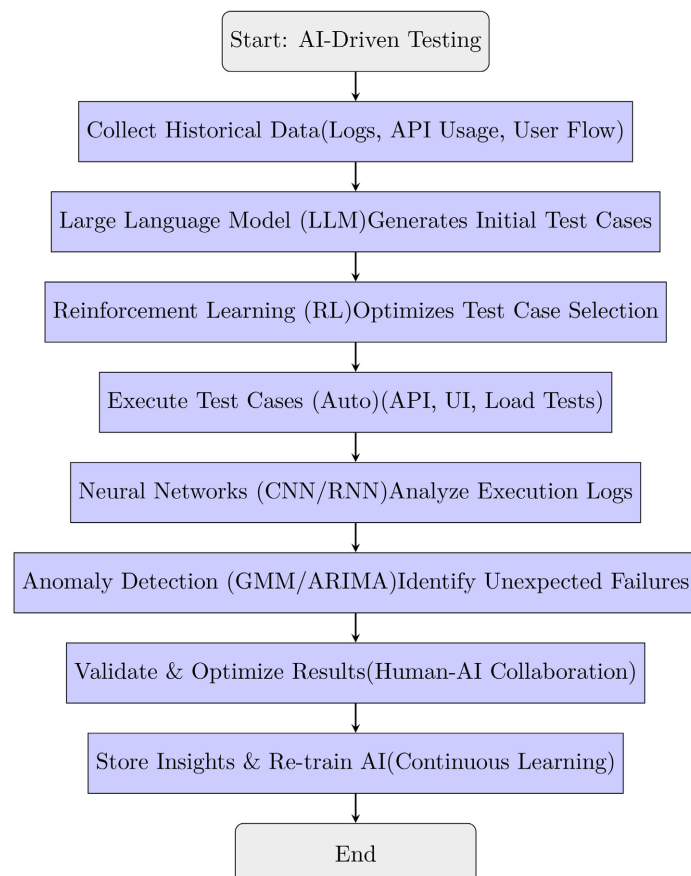 Start: AI-Driven Testing
Collect Historical Data(Logs, API Usage, User Flow)
Large Language Model (LLM)Generates Initial Test Cases
Reinforcement Learning (RL)Optimizes Test Case Selection
Execute Test Cases (Auto)(API, UI, Load Tests)
Neural Networks (CNN/RNN)Analyze Execution Logs
Anomaly Detection (GMM/ARIMA)Identify Unexpected Failures
Validate & Optimize Results(Human-AI Collaboration)
Store Insights & Re-train AI(Continuous Learning)
End